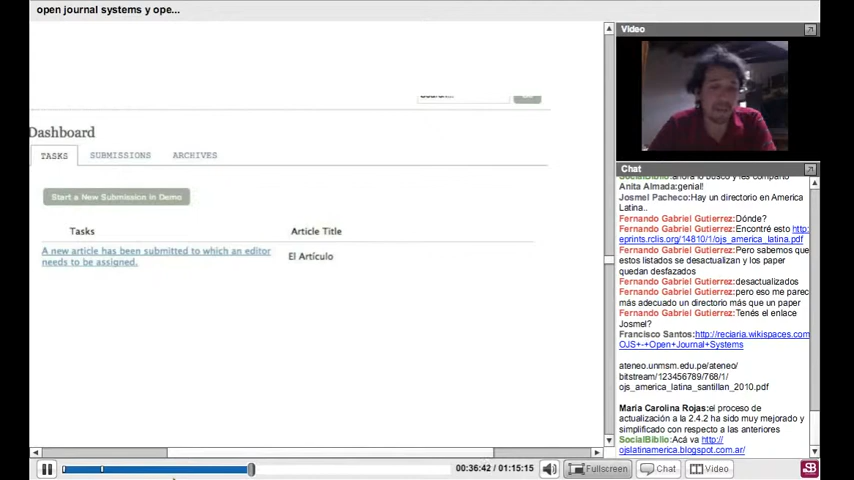 open journal systems y ope...
Dashboard
TASKS
SUBMISSIONS
ARCHIVES
Start a New Submission in Demo
Tasks
Article Title
A new article has been submitted to which an editor
needs to be assigned.
El Artículo
Video
Chat
SocialBiblio:ahora lo busco y les comparto
Anita Almada:genial!
Josmel Pacheco:Hay un directorio en America
Latina..
Fernando Gabriel Gutierrez:Dónde?
Fernando Gabriel Gutierrez:Encontré esto http:
eprints.rclis.org/14810/1/ojs_america_latina.pdf
Fernando Gabriel Gutierrez:Pero sabemos que
estos listados se desactualizan y los paper
quedan desfazados
Fernando Gabriel Gutierrez:desactualizados
Fernando Gabriel Gutierrez:pero eso me parec
más adecuado un directorio más que un paper
Fernando Gabriel Gutierrez:Tenés el enlace
Josmel?
Francisco Santos:http://reciaria.wikispaces.com
OJS+-+Open+Journal+Systems
ateneo.unmsm.edu.pe/ateneo/
bitstream/123456789/768/1/
ojs_america_latina_santillan_2010.pdf
María Carolina Rojas:el proceso de
actualización a la 2.4.2 ha sido muy mejorado y
simplificado con respecto a las anteriores
SocialBiblio:Acá va http://
ojslatinamerica.blogspot.com.ar/
00:36:42 / 01:15:15
Fullscreen
Chat
Video
SB